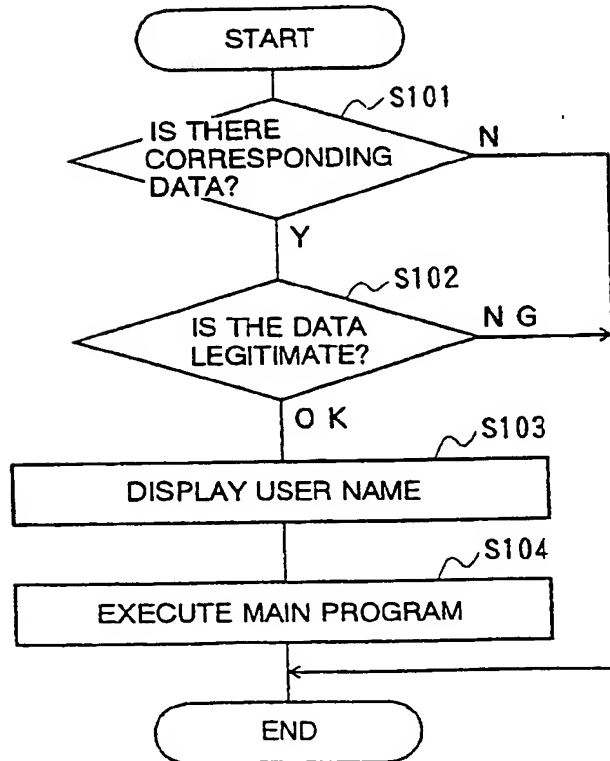 START
S101
IS THERE
CORRESPONDING
DATA?
N
Y
S102
IS THE DATA
LEGITIMATE?
N G
O K
S103
DISPLAY USER NAME
S104
EXECUTE MAIN PROGRAM
END